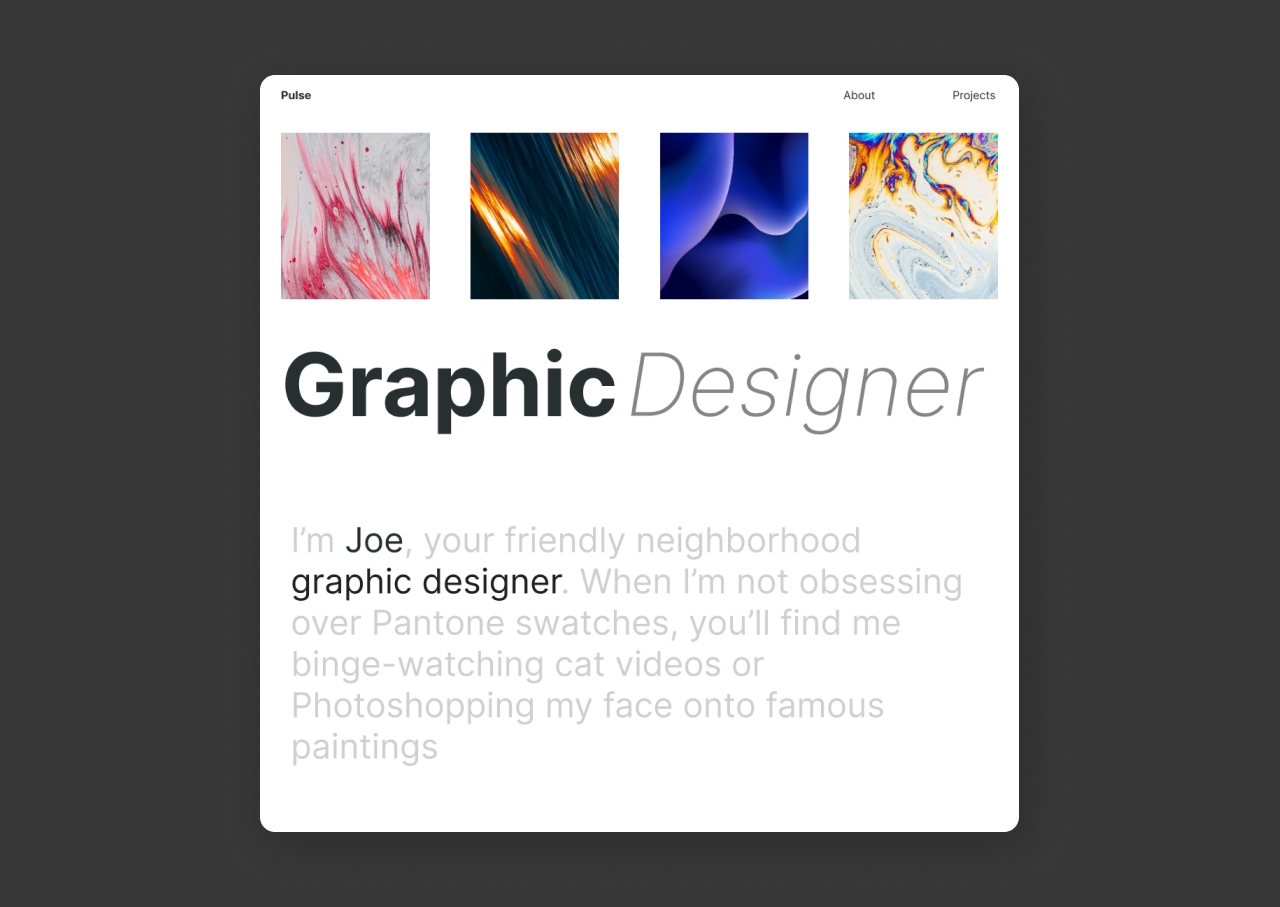 Pulse About Projects
Graphic Designer
I’m Joe, your friendly neighborhood
graphic designer. When I’m not obsessing
over Pantone swatches, you’ll find me
binge-watching cat videos or
Photoshopping my face onto famous
paintings